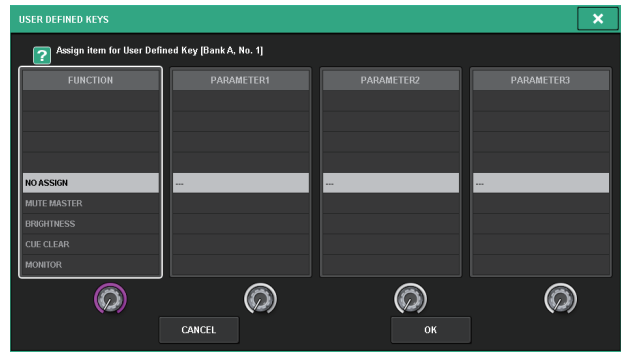 USER DEFINED KEYS
Assign item for User Defined Key [Bank A, No. 1]
FUNCTION PARAMETER1 PARAMETER2 PARAMETER3
NO ASSIGN --- --- ---
MUTE MASTER
BRIGHTNESS
CUE CLEAR
MONITOR
CANCEL OK